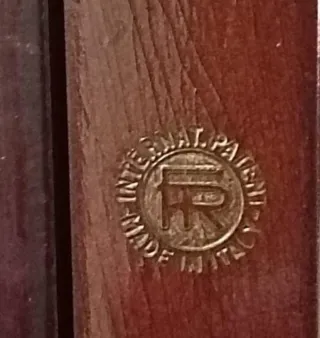 INTERNAT. PATENT
FR
MADE IN ITALY